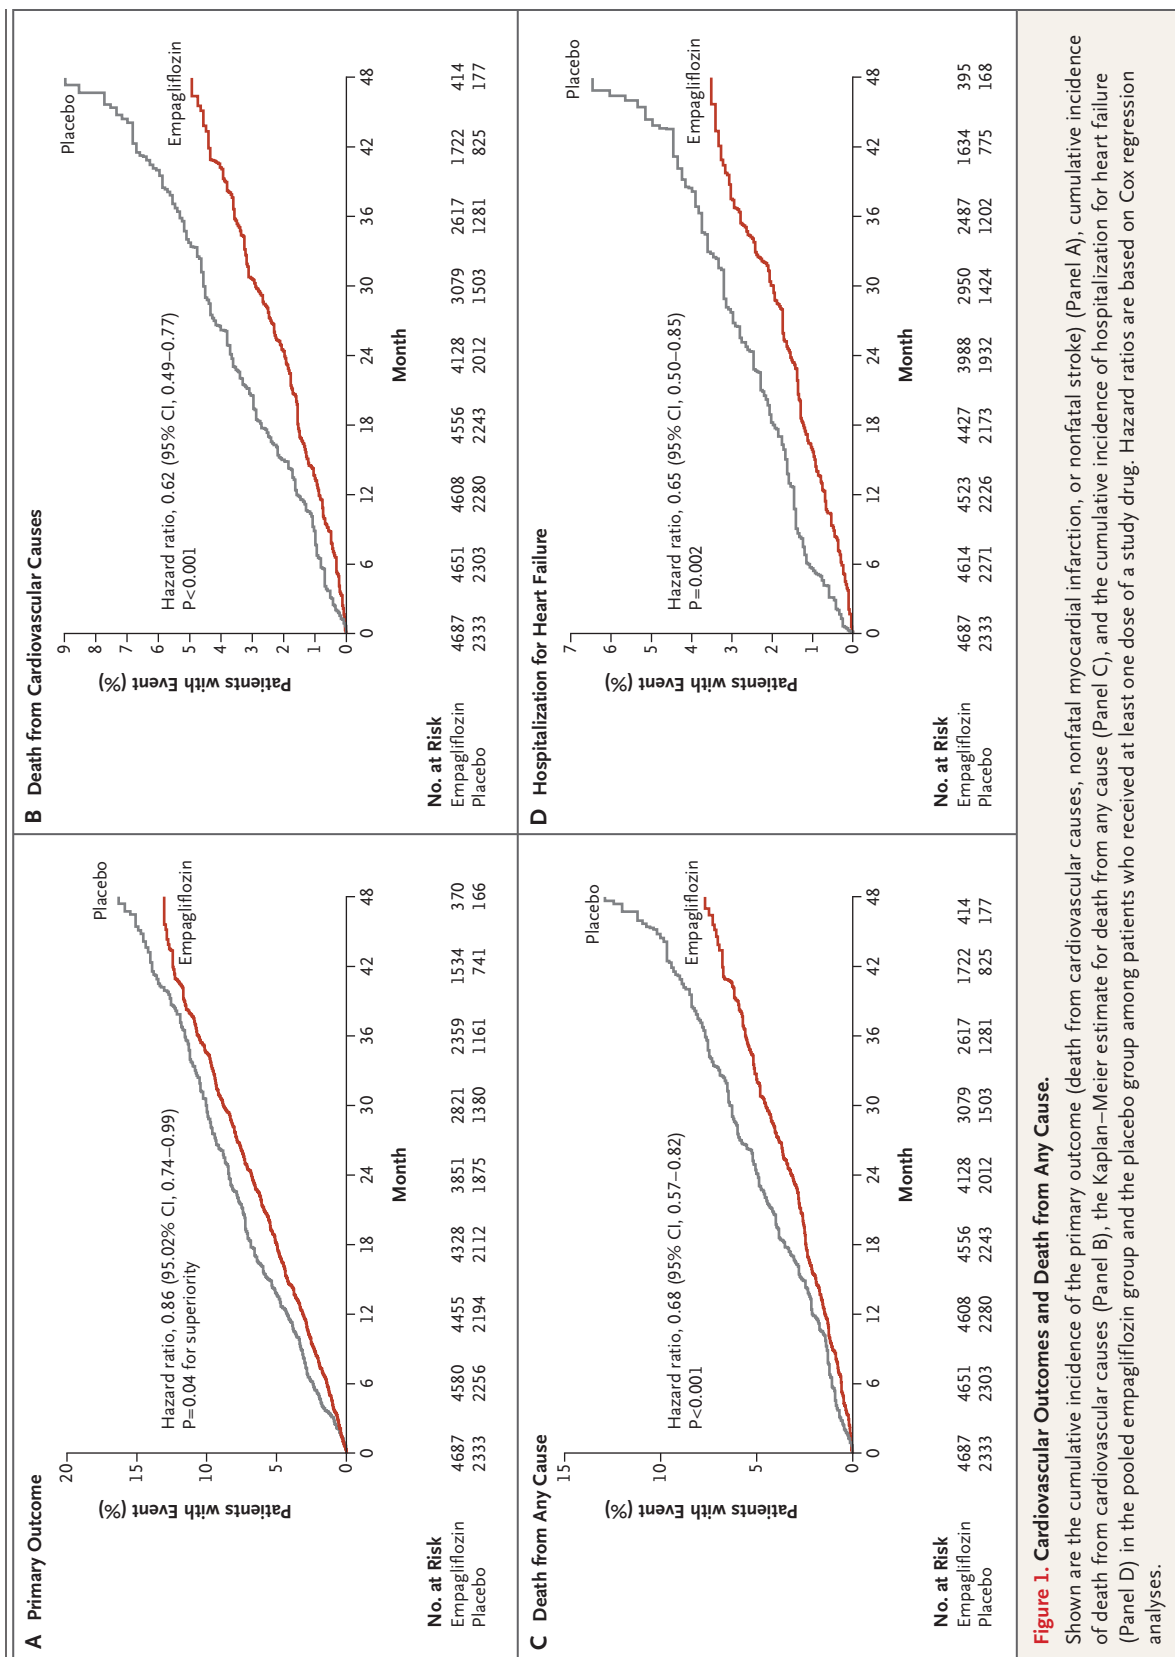 A Primary Outcome
Patients with Event (%)
20
15
10
5
0
0 6 12 18 24 30 36 42 48
Month
Placebo
Empagliflozin
Hazard ratio, 0.86 (95.02% CI, 0.74–0.99)
P=0.04 for superiority
No. at Risk
Empagliflozin 4687 4580 4455 4328 3851 2821 2359 1534 370
Placebo 2333 2256 2194 2112 1875 1380 1161 741 166
B Death from Cardiovascular Causes
Patients with Event (%)
9
8
7
6
5
4
3
2
1
0
0 6 12 18 24 30 36 42 48
Month
Placebo
Empagliflozin
Hazard ratio, 0.62 (95% CI, 0.49–0.77)
P<0.001
No. at Risk
Empagliflozin 4687 4651 4608 4556 4128 3079 2617 1722 414
Placebo 2333 2303 2280 2243 2012 1503 1281 825 177
C Death from Any Cause
Patients with Event (%)
15
10
5
0
0 6 12 18 24 30 36 42 48
Month
Placebo
Empagliflozin
Hazard ratio, 0.68 (95% CI, 0.57–0.82)
P<0.001
No. at Risk
Empagliflozin 4687 4651 4608 4556 4128 3079 2617 1722 414
Placebo 2333 2303 2280 2243 2012 1503 1281 825 177
D Hospitalization for Heart Failure
Patients with Event (%)
7
6
5
4
3
2
1
0
0 6 12 18 24 30 36 42 48
Month
Placebo
Empagliflozin
Hazard ratio, 0.65 (95% CI, 0.50–0.85)
P=0.002
No. at Risk
Empagliflozin 4687 4614 4523 4427 3988 2950 2487 1634 395
Placebo 2333 2271 2226 2173 1932 1424 1202 775 168
Figure 1. Cardiovascular Outcomes and Death from Any Cause.
Shown are the cumulative incidence of the primary outcome (death from cardiovascular causes, nonfatal myocardial infarction, or nonfatal stroke) (Panel A), cumulative incidence
of death from cardiovascular causes (Panel B), the Kaplan–Meier estimate for death from any cause (Panel C), and the cumulative incidence of hospitalization for heart failure
(Panel D) in the pooled empagliflozin group and the placebo group among patients who received at least one dose of a study drug. Hazard ratios are based on Cox regression
analyses.